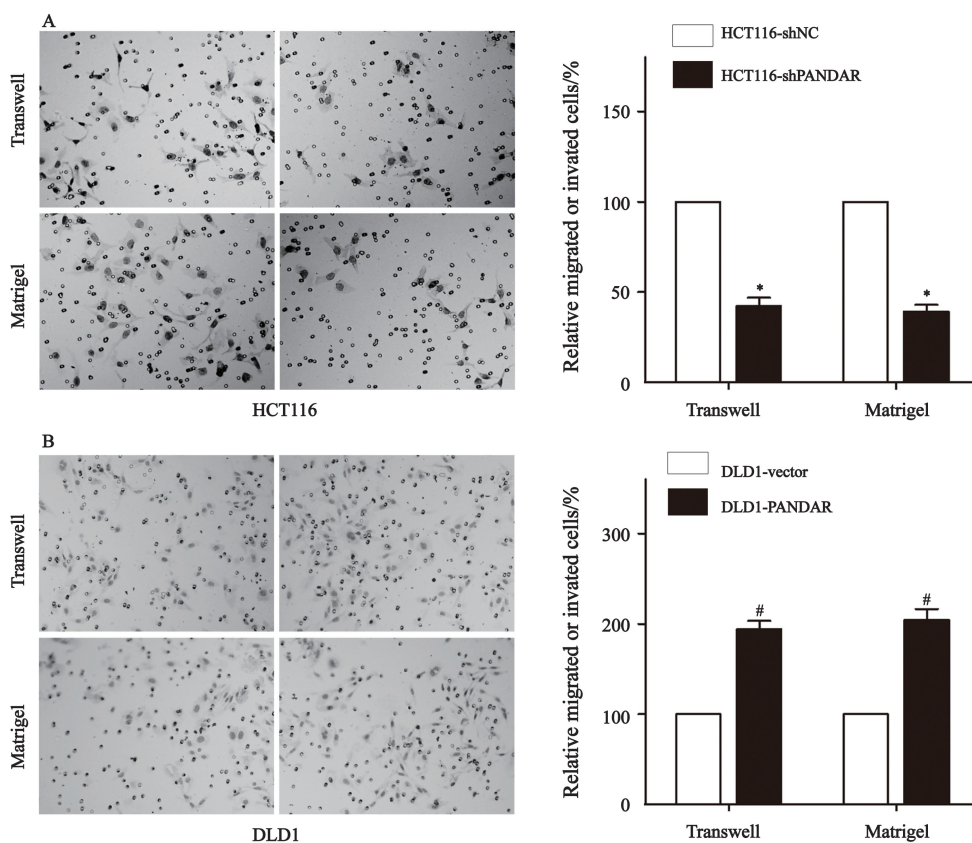 A
Transwell
Matrigel
HCT116
HCT116-shNC
HCT116-shPANDAR
Relative migrated or invated cells/%
150
100
50
0
*
*
Transwell
Matrigel
B
Transwell
Matrigel
DLD1
DLD1-vector
DLD1-PANDAR
Relative migrated or invated cells/%
300
200
100
0
#
#
Transwell
Matrigel